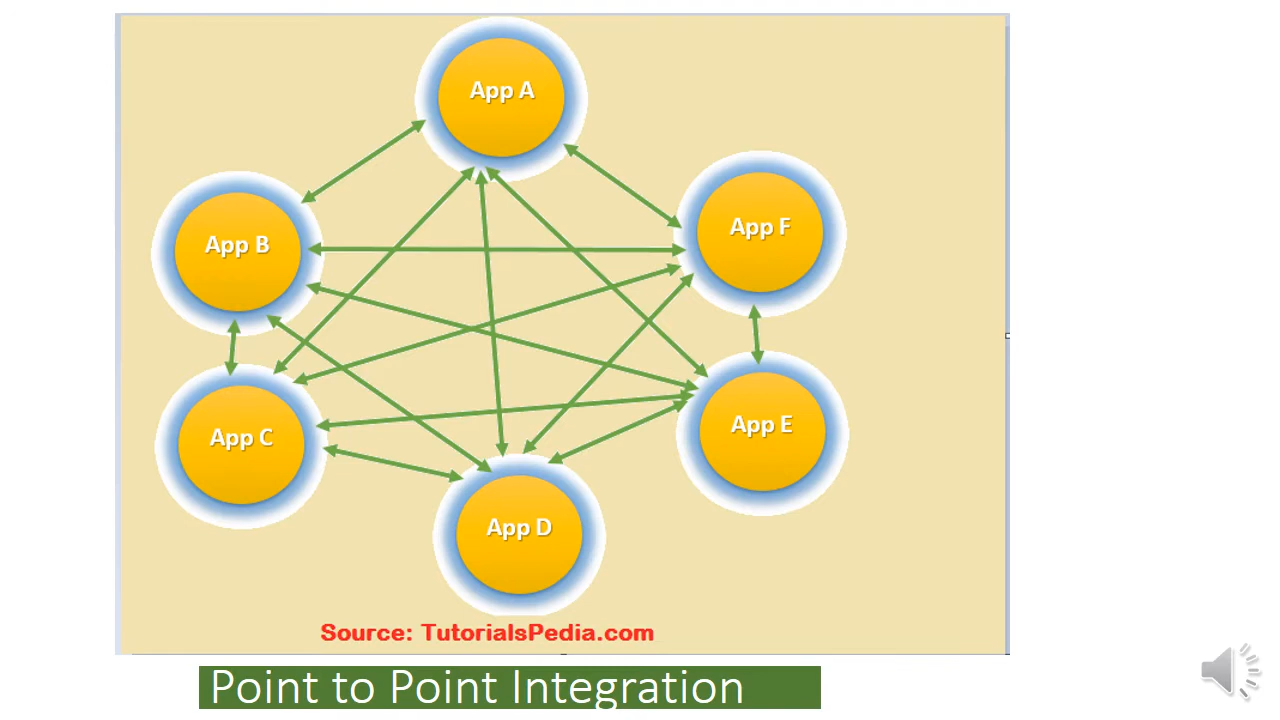 App A
App F
App B
App E
App C
App D
Source: TutorialsPedia.com
Point to Point Integration